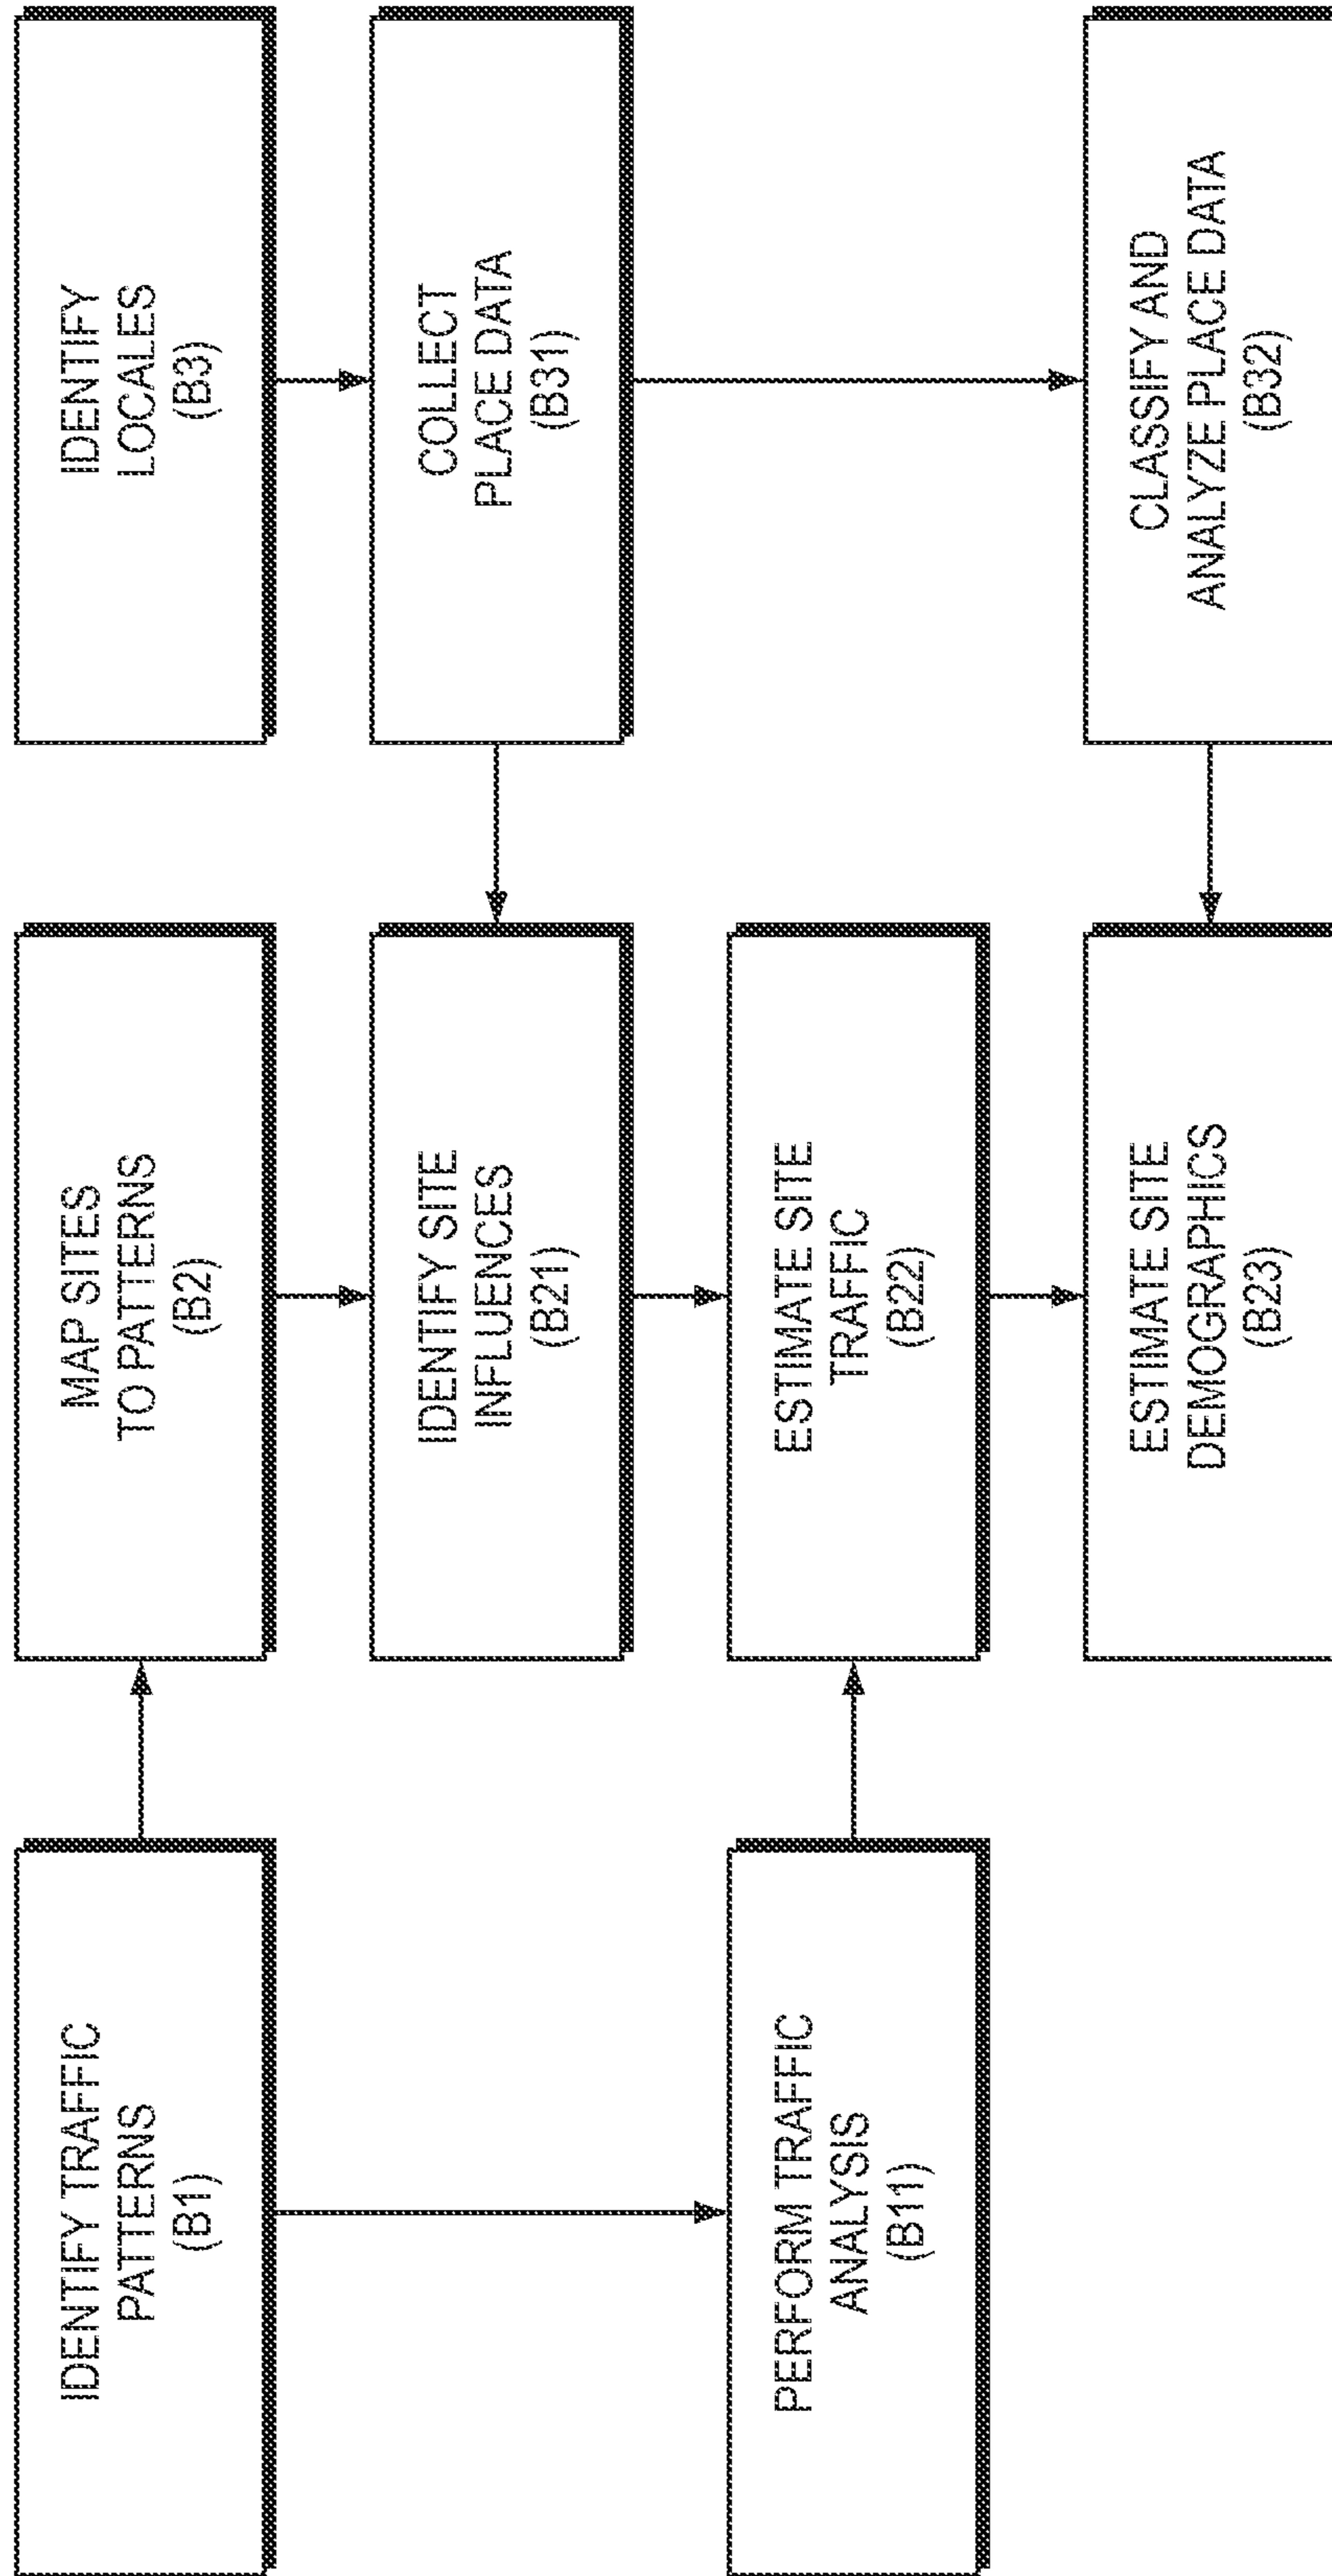 IDENTIFY TRAFFIC
PATTERNS
(B1)
MAP SITES
TO PATTERNS
(B2)
IDENTIFY
LOCALES
(B3)
IDENTIFY SITE
INFLUENCES
(B21)
COLLECT
PLACE DATA
(B31)
PERFORM TRAFFIC
ANALYSIS
(B11)
ESTIMATE SITE
TRAFFIC
(B22)
ESTIMATE SITE
DEMOGRAPHICS
(B23)
CLASSIFY AND
ANALYZE PLACE DATA
(B32)